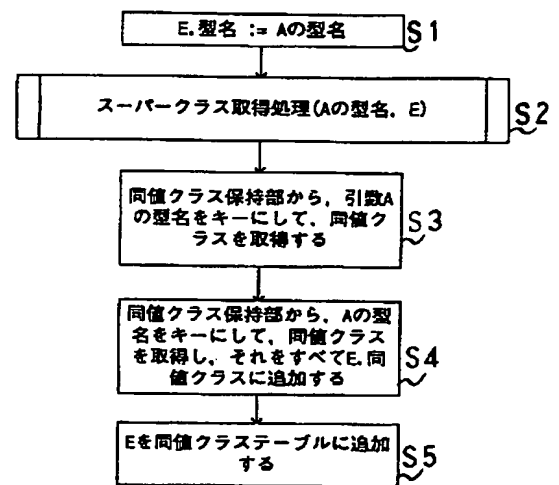 E.型名 := Aの型名
S1
スーパークラス取得処理(Aの型名, E)
S2
同値クラス保持部から, 引数A
の型名をキーにして, 同値ク
ラスを取得する
S3
同値クラス保持部から, Aの型
名をキーにして, 同値クラス
を取得し, それをすべてE.同
値クラスに追加する
S4
Eを同値クラステーブルに追加
する
S5